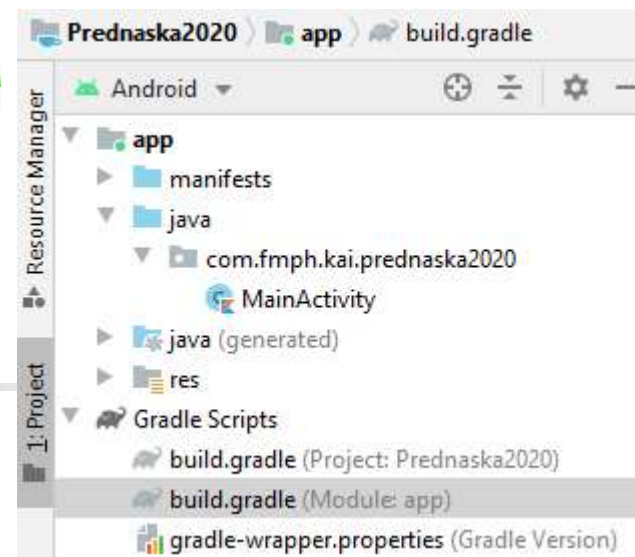 Prednaska2020 app build.gradle
Android
Resource Manager
1: Project
app
manifests
java
com.fmph.kai.prednaska2020
MainActivity
java (generated)
res
Gradle Scripts
build.gradle (Project: Prednaska2020)
build.gradle (Module: app)
gradle-wrapper.properties (Gradle Version)